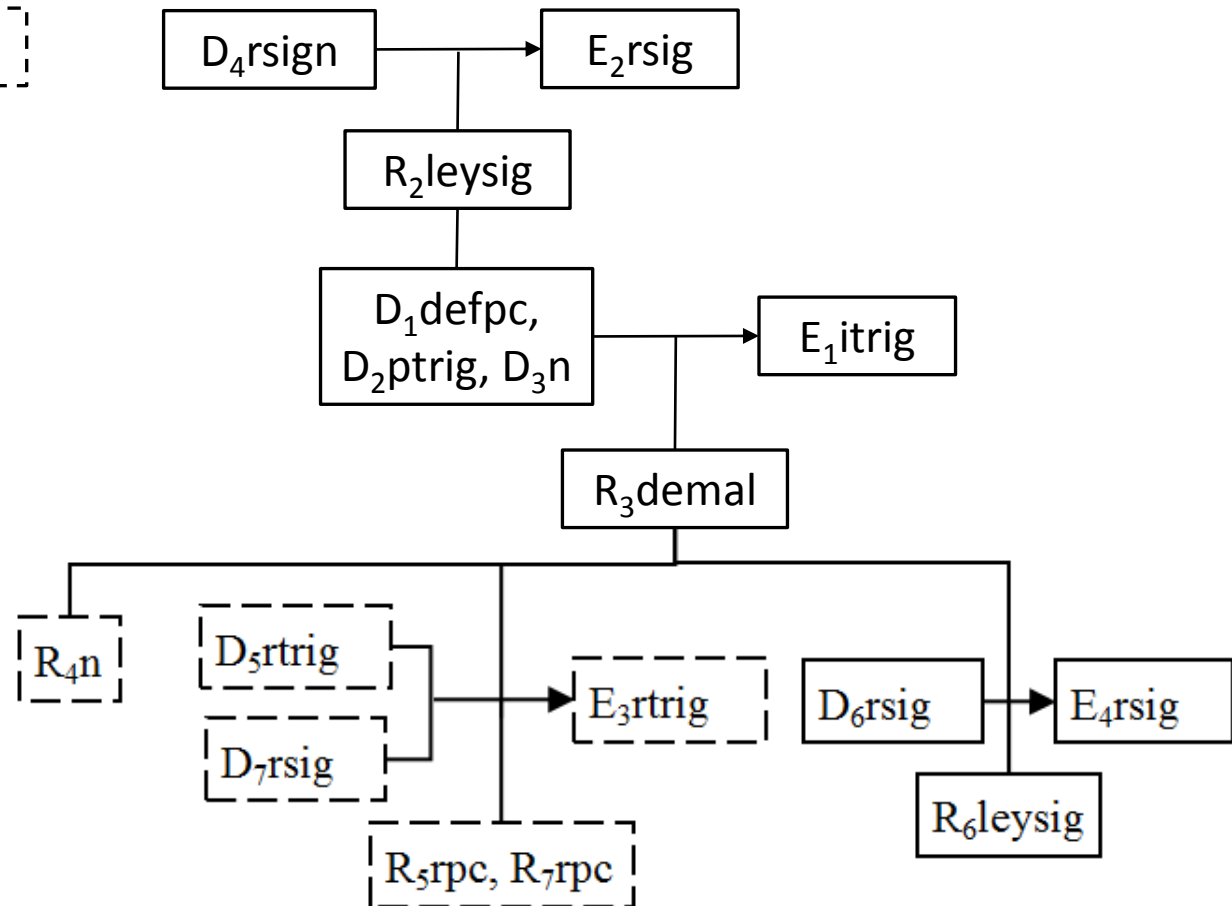 D₄rsign
E₂rsig
R₂leysig
D₁defpc,
D₂ptrig, D₃n
E₁itrig
R₃demal
R₄n
D₅rtrig
D₇rsig
E₃rtrig
R₅rpc, R₇rpc
D₆rsig
E₄rsig
R₆leysig